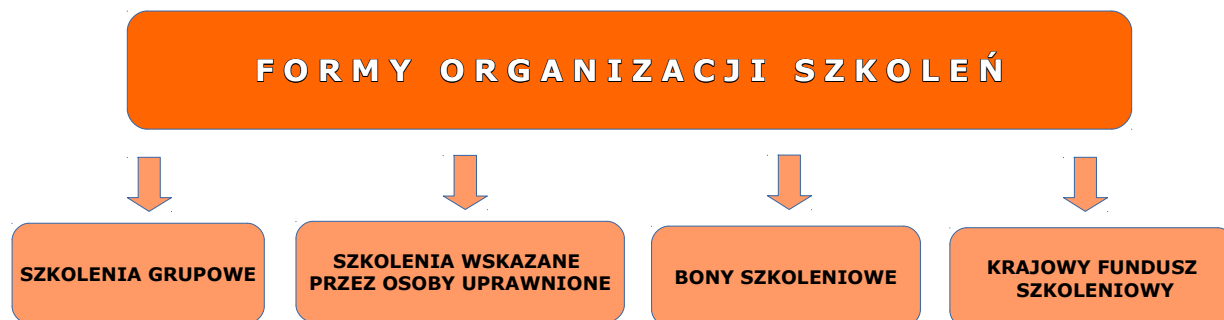 FORMY ORGANIZACJI SZKOLEŃ
SZKOLENIA GRUPOWE
SZKOLENIA WSKAZANE
PRZEZ OSOBY UPRAWNIONE
BONY SZKOLENIOWE
KRAJOWY FUNDUSZ
SZKOLENIOWY